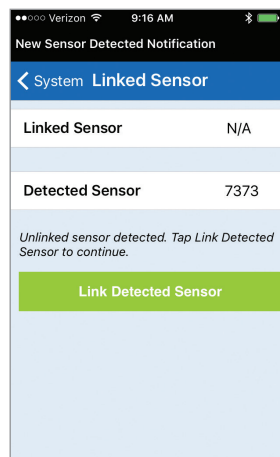 ●●○○○ Verizon 9:16 AM
New Sensor Detected Notification
System Linked Sensor
Linked Sensor N/A
Detected Sensor 7373
Unlinked sensor detected. Tap Link Detected
Sensor to continue.
Link Detected Sensor